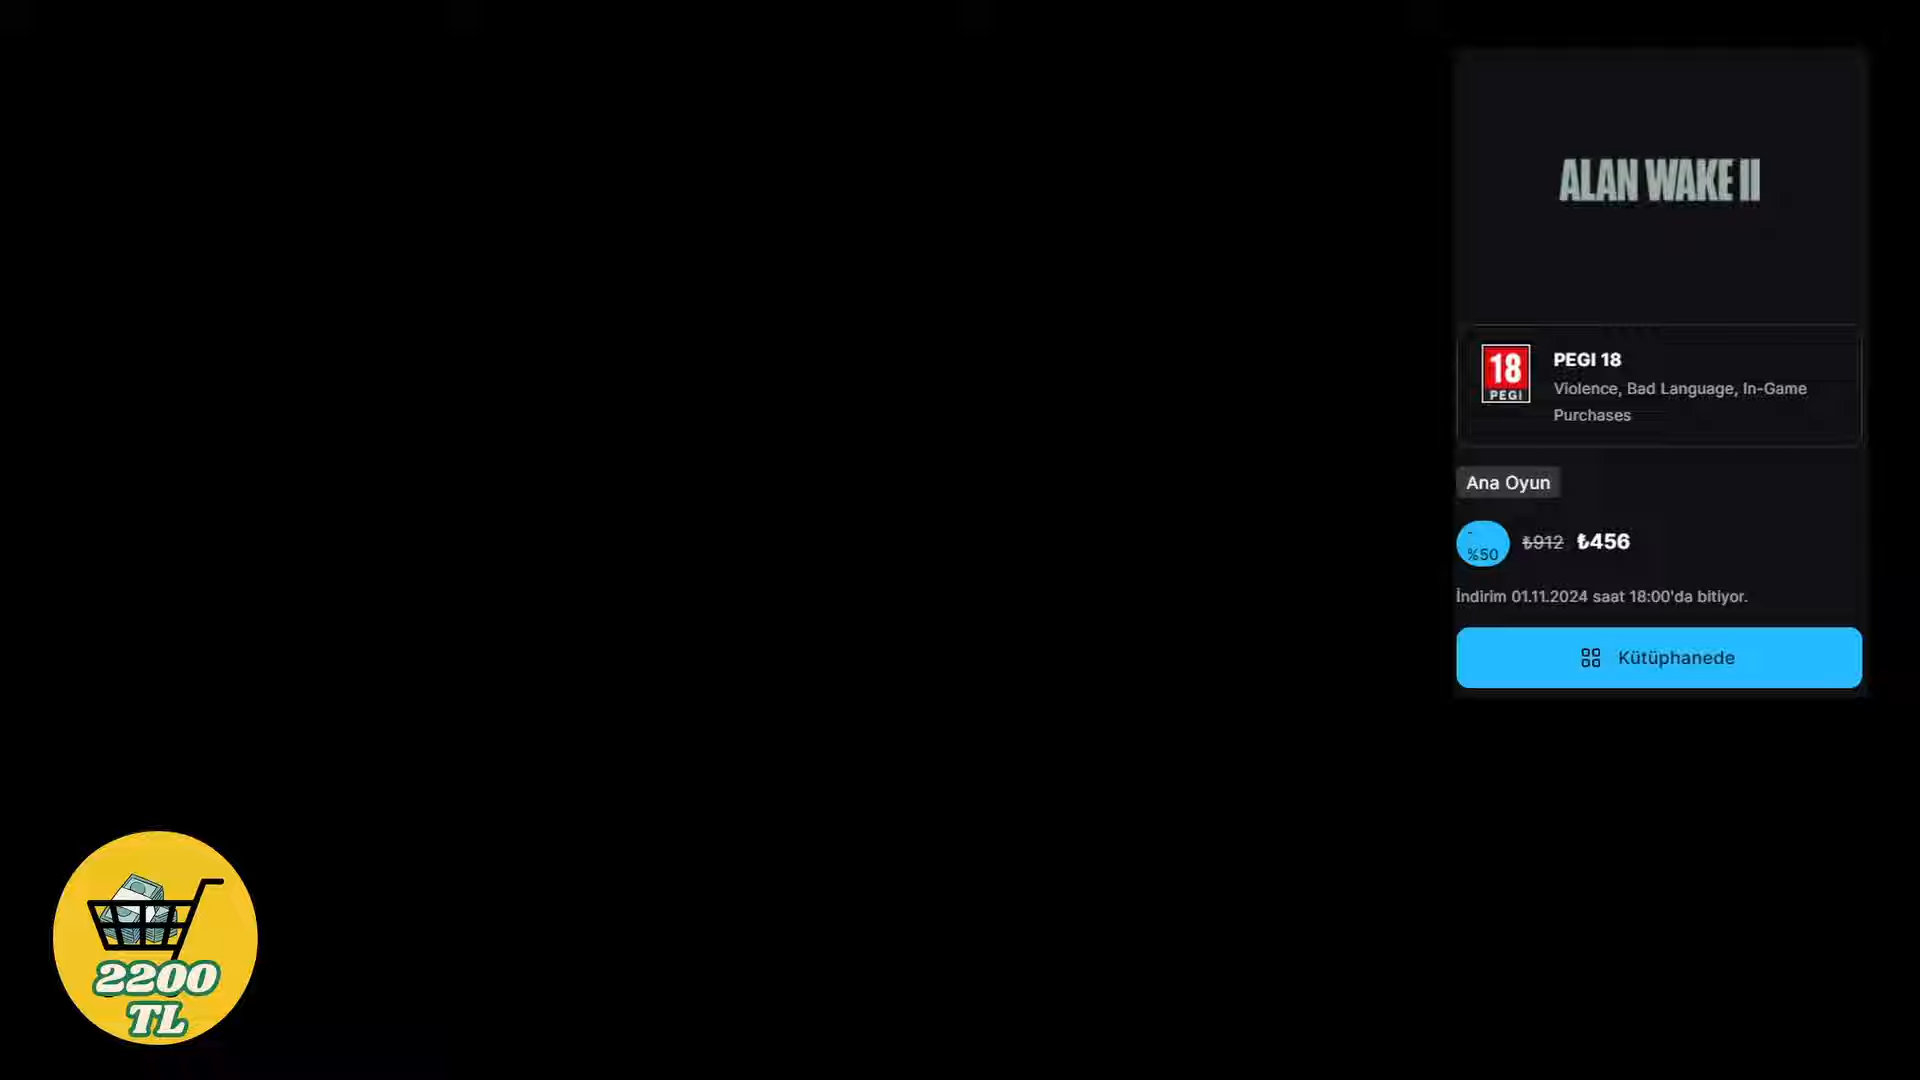 ALAN WAKE II
18
PEGI
PEGI 18
Violence, Bad Language, In-Game
Purchases
Ana Oyun
-
%50
₺912 ₺456
İndirim 01.11.2024 saat 18:00'da bitiyor.
Kütüphanede
2200
TL